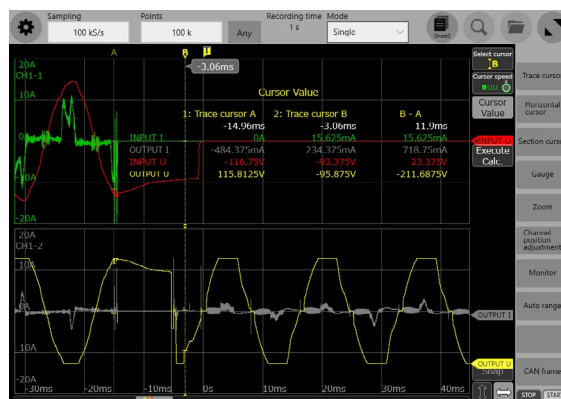 Sampling
100 kS/s
Points
100 k
Any
Recording time
1 s
Mode
Single
Sheet3
A
B
T
-3.06ms
Select cursor
B
Cursor speed
Cursor
Value
Execute
Calc.
INPUT U
20A
CH1-1
10A
0A
-10A
-20A
Cursor Value
1: Trace cursor A 2: Trace cursor B B - A
-14.96ms -3.06ms 11.9ms
INPUT I 0A 15.625mA 15.625mA
OUTPUT I -484.375mA 234.375mA 718.75mA
INPUT U -116.75V -93.375V 23.375V
OUTPUT U 115.8125V -95.875V -211.6875V
20A
CH1-2
10A
0A
-10A
-20A
-30ms -20ms -10ms 0s 10ms 20ms 30ms 40ms
OUTPUT I
OUTPUT U
Snap
Trace cursor
Horizontal
cursor
Section curso
Gauge
Zoom
Channel
position
adjustment
Monitor
Auto range
CAN frame
STOP
START